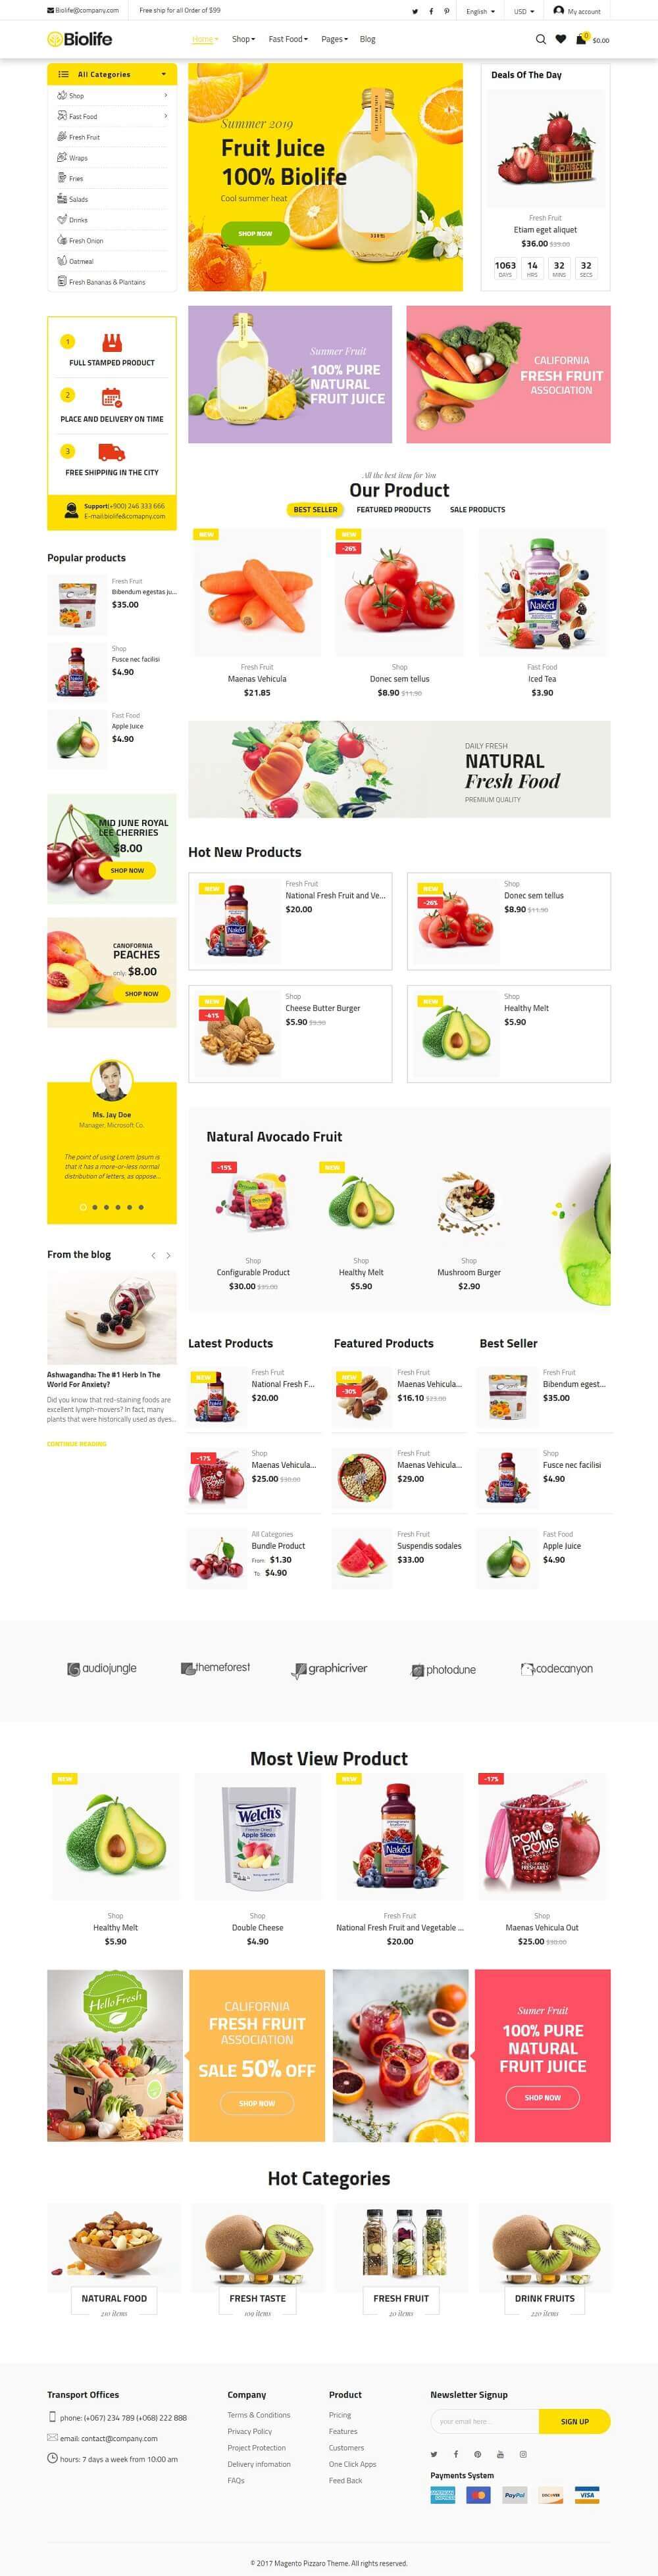 Biolife@company.com
Free ship for all Order of $99
English
USD
My account
Biolife
Home
Shop
Fast Food
Pages
Blog
0
$0.00
All Categories
Shop
Fast Food
Fresh Fruit
Wraps
Fries
Salads
Drinks
Fresh Onion
Oatmeal
Fresh Bananas & Plantains
Summer 2019
Fruit Juice
100% Biolife
Cool summer heat
SHOP NOW
Deals Of The Day
Fresh Fruit
Etiam eget aliquet
$36.00 $39.00
1063 14 32 32
DAYS HRS MINS SECS
1
FULL STAMPED PRODUCT
2
PLACE AND DELIVERY ON TIME
3
FREE SHIPPING IN THE CITY
Support(+900) 246 333 666
E-mail:biolife@comapny.com
Summer Fruit
100% PURE
NATURAL
FRUIT JUICE
CALIFORNIA
FRESH FRUIT
ASSOCIATION
All the best item for You
Our Product
BEST SELLER
FEATURED PRODUCTS
SALE PRODUCTS
NEW
Fresh Fruit
Maenas Vehicula
$21.85
NEW
-26%
Shop
Donec sem tellus
$8.90 $11.90
Naked
Fast Food
Iced Tea
$3.90
Popular products
Fresh Fruit
Bibendum egestas ju...
$35.00
Shop
Fusce nec facilisi
$4.90
Fast Food
Apple Juice
$4.90
DAILY FRESH
NATURAL
Fresh Food
PREMIUM QUALITY
MID JUNE ROYAL
LEE CHERRIES
$8.00
SHOP NOW
CANOFORNIA
PEACHES
only: $8.00
SHOP NOW
Hot New Products
NEW
Naked
Fresh Fruit
National Fresh Fruit and Ve...
$20.00
NEW
-26%
Shop
Donec sem tellus
$8.90 $11.90
NEW
-41%
Shop
Cheese Butter Burger
$5.90 $9.90
NEW
Shop
Healthy Melt
$5.90
Ms. Jay Doe
Manager, Microsoft Co.
The point of using Lorem Ipsum is
that it has a more-or-less normal
distribution of letters, as oppose...
Natural Avocado Fruit
-15%
Shop
Configurable Product
$30.00 $35.00
NEW
Shop
Healthy Melt
$5.90
Shop
Mushroom Burger
$2.90
From the blog
Ashwagandha: The #1 Herb In The
World For Anxiety?
Did you know that red-staining foods are
excellent lymph-movers? In fact, many
plants that were historically used as dyes...
CONTINUE READING
Latest Products
NEW
Fresh Fruit
National Fresh F...
$20.00
-17%
POM
POMS
Shop
Maenas Vehicula...
$25.00 $30.00
All Categories
Bundle Product
From: $1.30
To: $4.90
Featured Products
NEW
-30%
Fresh Fruit
Maenas Vehicula...
$16.10 $23.00
Fresh Fruit
Maenas Vehicula...
$29.00
Fresh Fruit
Suspendis sodales
$33.00
Best Seller
Fresh Fruit
Bibendum egest...
$35.00
Shop
Fusce nec facilisi
$4.90
Fast Food
Apple Juice
$4.90
audiojungle
themeforest
graphicriver
photodune
codecanyon
Most View Product
NEW
Shop
Healthy Melt
$5.90
Welch's
Apple Slices
Shop
Double Cheese
$4.90
NEW
Naked
Fresh Fruit
National Fresh Fruit and Vegetable ...
$20.00
-17%
POM
POMS
Shop
Maenas Vehicula Out
$25.00 $30.00
HelloFresh
CALIFORNIA
FRESH FRUIT
ASSOCIATION
SALE 50% OFF
SHOP NOW
Sumer Fruit
100% PURE
NATURAL
FRUIT JUICE
SHOP NOW
Hot Categories
NATURAL FOOD
210 items
FRESH TASTE
109 items
FRESH FRUIT
20 items
DRINK FRUITS
220 items
Transport Offices
phone: (+067) 234 789 (+068) 222 888
email: contact@company.com
hours: 7 days a week from 10:00 am
Company
Terms & Conditions
Privacy Policy
Project Protection
Delivery infomation
FAQs
Product
Pricing
Features
Customers
One Click Apps
Feed Back
Newsletter Signup
your email here...
SIGN UP
Payments System
PayPal
DISCOVER
VISA
© 2017 Magento Pizzaro Theme. All rights reserved.